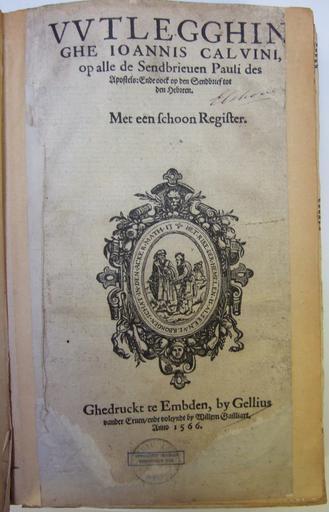 VVTLEGGHIN
GHE IOANNIS CALVINI,
op alle de Sendbrieuen Pauli des
Apostels: Ende oock op den Sendbrief tot
den Hebreen.
Met een schoon Register.
Ghedruckt te Embden, by Gellius
vander Eruen/ende voleyndt by Willem Gailliart.
Anno 1566.